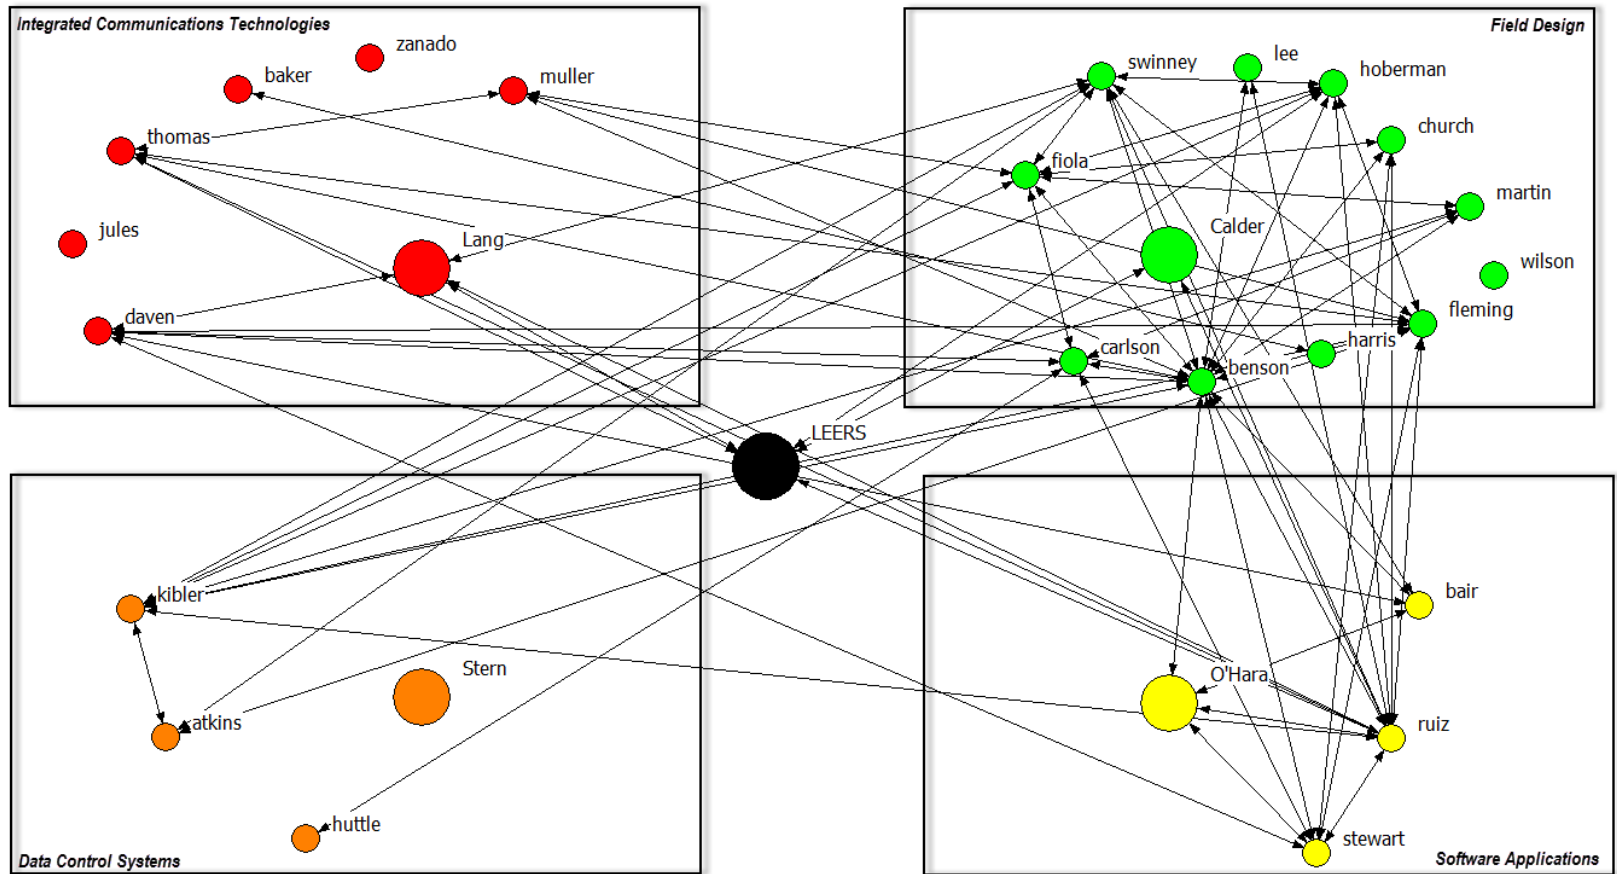 Integrated Communications Technologies
zanado
baker
muller
thomas
jules
Lang
daven
Field Design
swinney
lee
hoberman
church
fiola
martin
Calder
wilson
fleming
harris
carlson
benson
LEERS
kibler
Stern
atkins
huttle
Data Control Systems
bair
O'Hara
ruiz
stewart
Software Applications